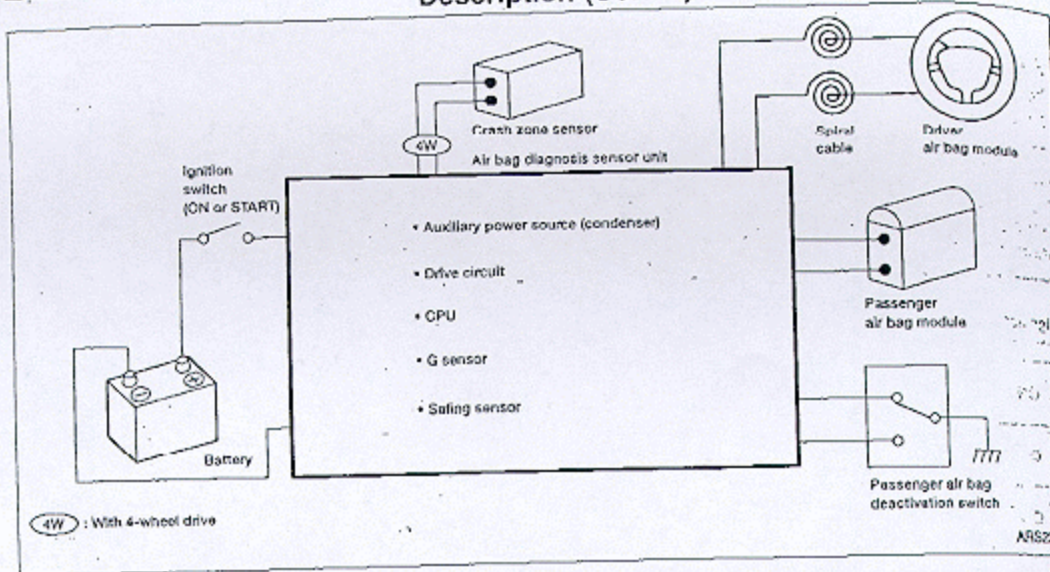 Description
Crash zone sensor
4W
Air bag diagnosis sensor unit
Spiral
cable
Driver
air bag module
Ignition
switch
(ON or START)
• Auxiliary power source (condenser)
• Drive circuit
• CPU
• G sensor
• Safing sensor
Passenger
air bag module
Battery
Passenger air bag
deactivation switch
4W : With 4-wheel drive